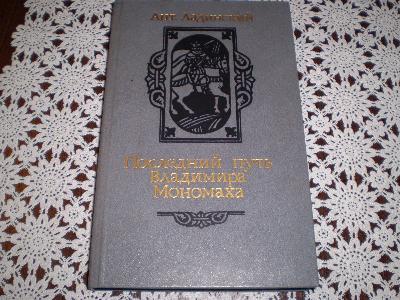 Ант. Ладинский
Последний путь
Владимира
Мономаха